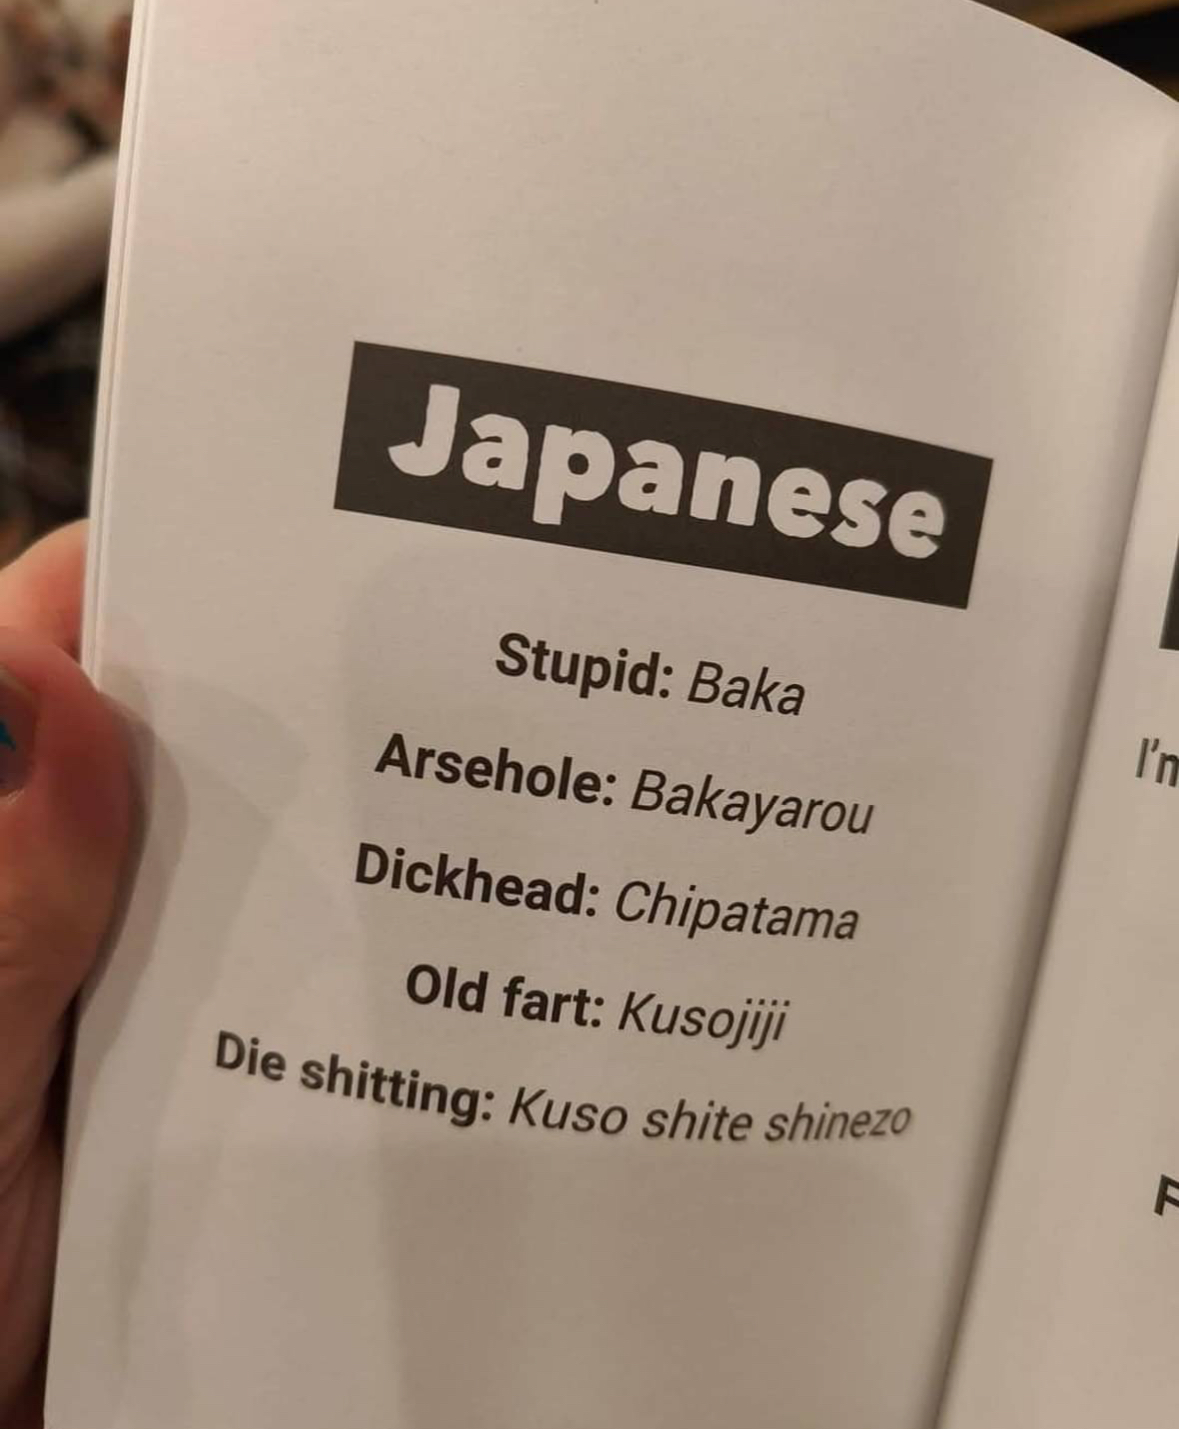 Japanese
Stupid: Baka
Arsehole: Bakayarou
Dickhead: Chipatama
Old fart: Kusojiji
Die shitting: Kuso shite shinezo
I'm